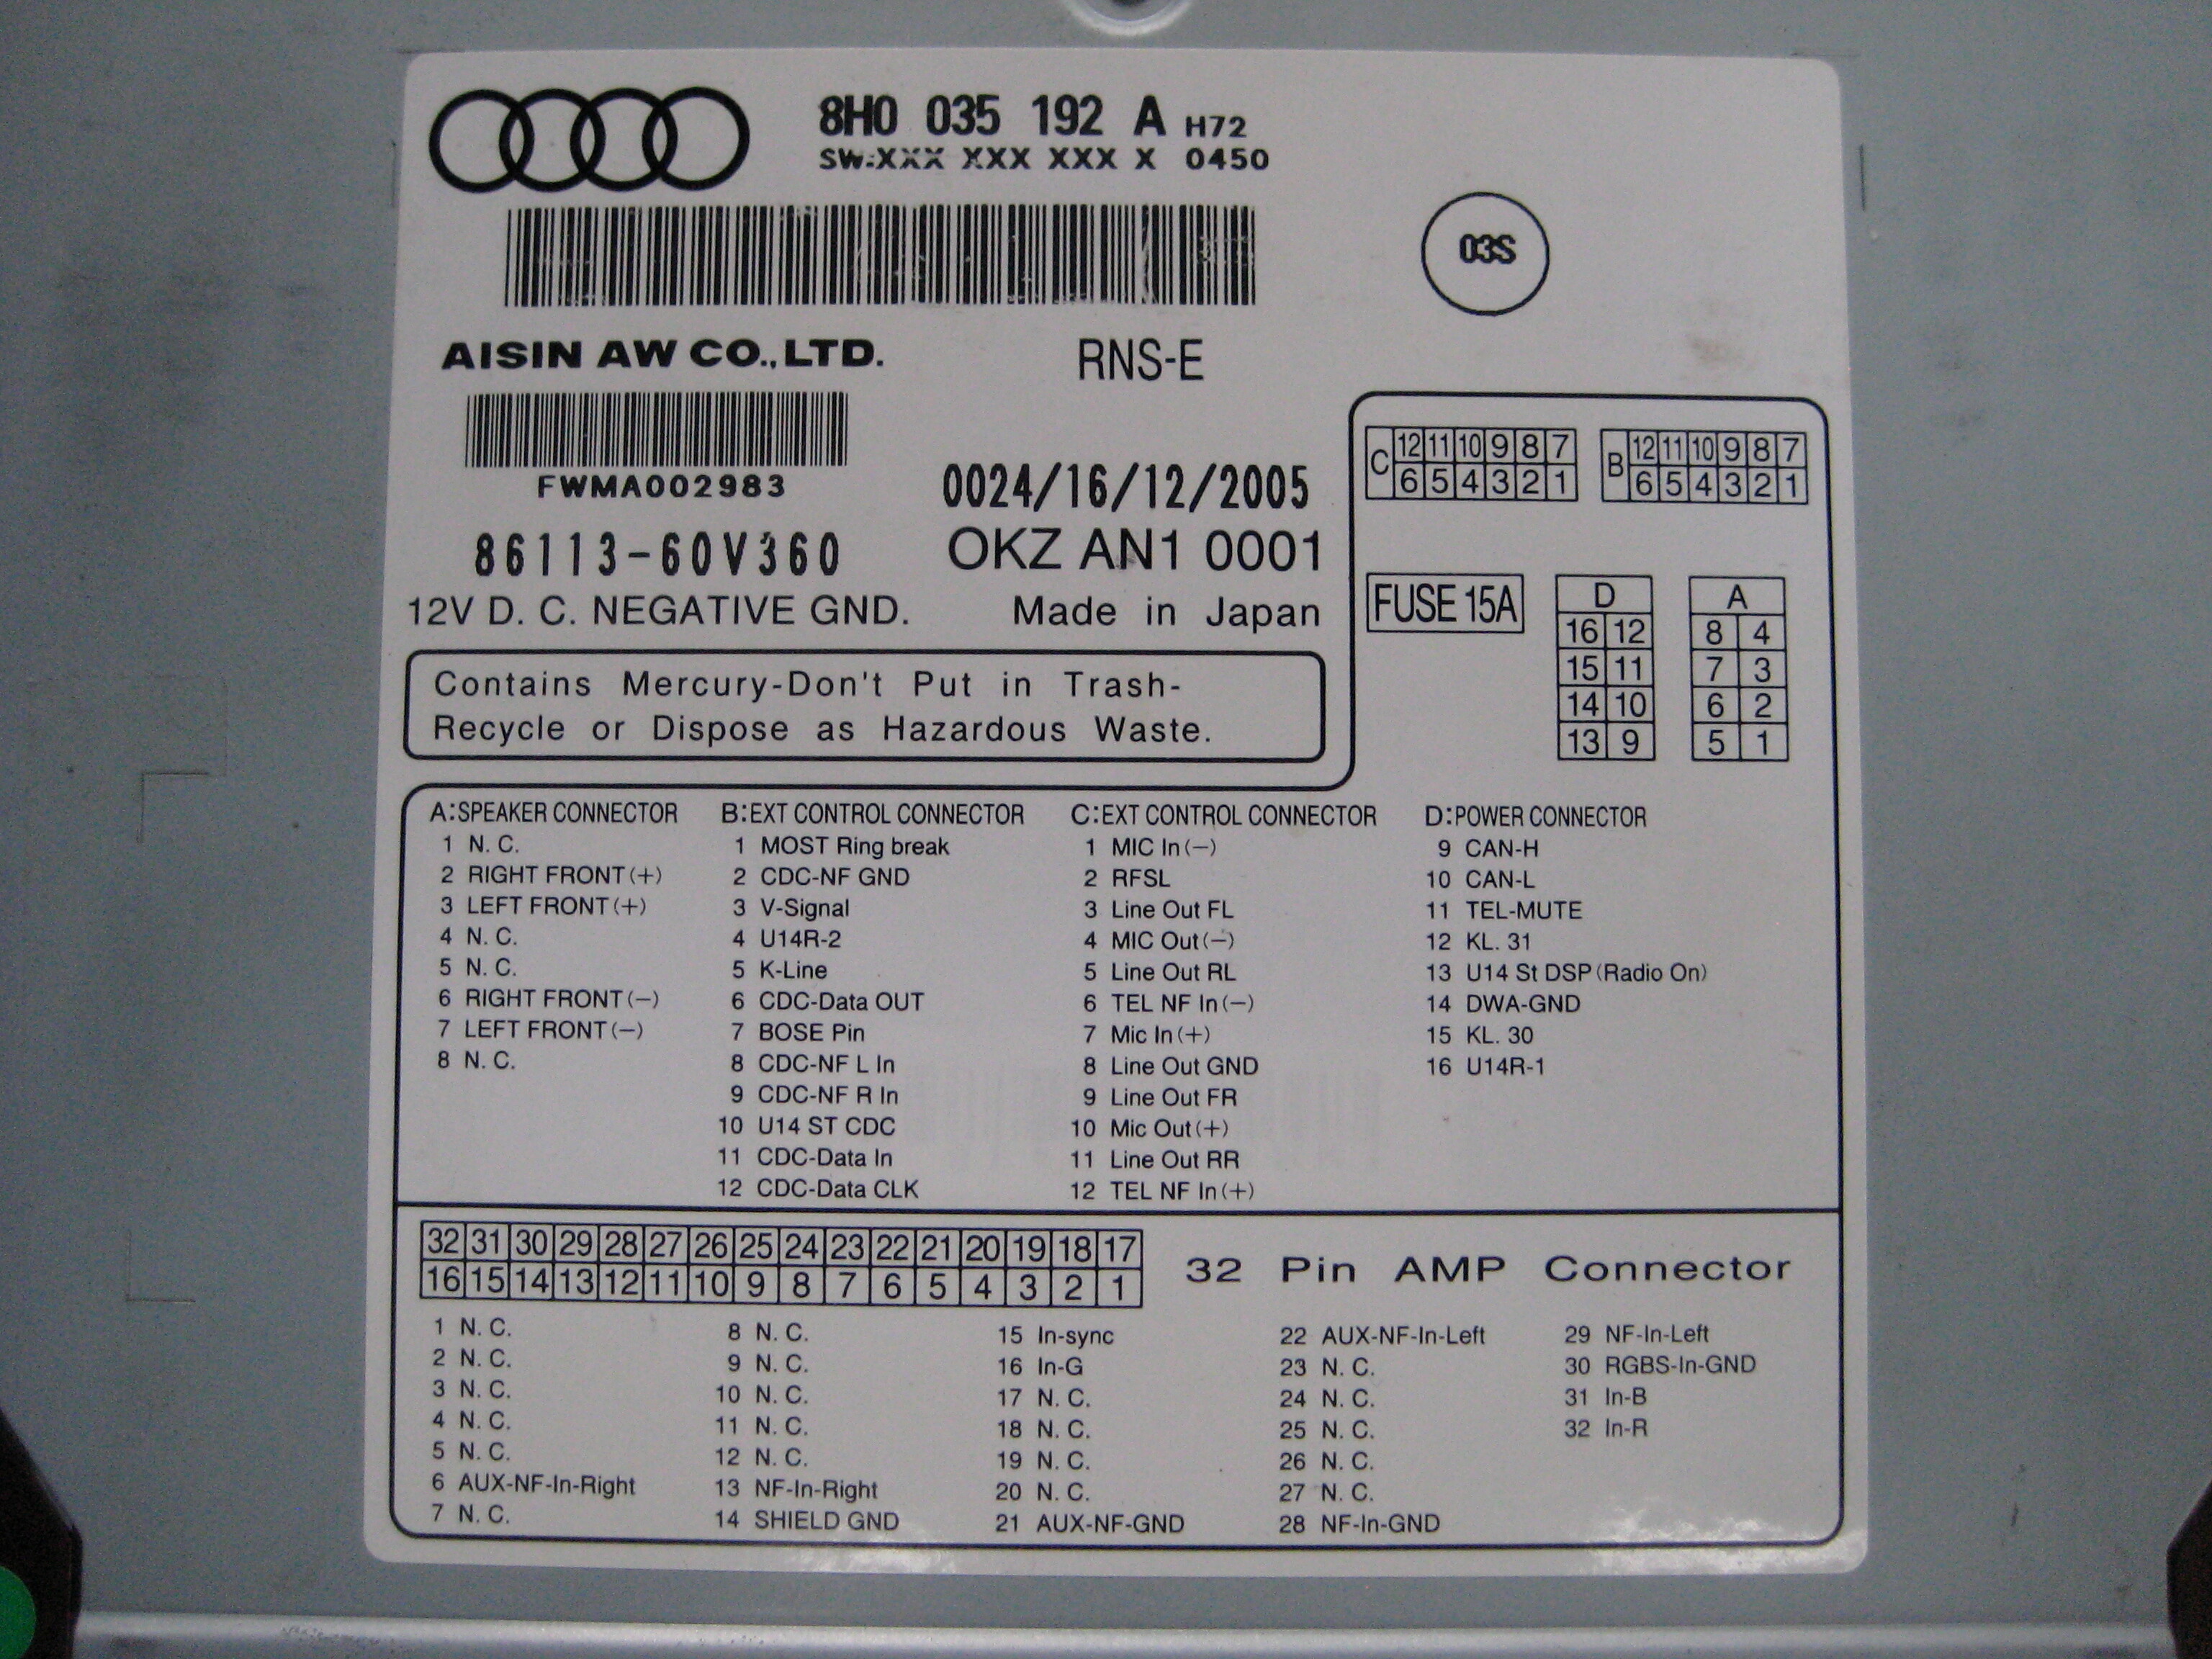 8H0 035 192 A H72
SW:XXX XXX XXX X 0450
03S
AISIN AW CO., LTD.
RNS-E
FWMA002983
0024/16/12/2005
86113-60V360
OKZ AN1 0001
12V D. C. NEGATIVE GND.
Made in Japan
Contains Mercury-Don't Put in Trash-
Recycle or Dispose as Hazardous Waste.
C 12 11 10 9 8 7
6 5 4 3 2 1
B 12 11 10 9 8 7
6 5 4 3 2 1
FUSE 15A
D
16 12
15 11
14 10
13 9
A
8 4
7 3
6 2
5 1
A:SPEAKER CONNECTOR
1 N. C.
2 RIGHT FRONT(+)
3 LEFT FRONT(+)
4 N. C.
5 N. C.
6 RIGHT FRONT(−)
7 LEFT FRONT(−)
8 N. C.
B:EXT CONTROL CONNECTOR
1 MOST Ring break
2 CDC-NF GND
3 V-Signal
4 U14R-2
5 K-Line
6 CDC-Data OUT
7 BOSE Pin
8 CDC-NF L In
9 CDC-NF R In
10 U14 ST CDC
11 CDC-Data In
12 CDC-Data CLK
C:EXT CONTROL CONNECTOR
1 MIC In(−)
2 RFSL
3 Line Out FL
4 MIC Out(−)
5 Line Out RL
6 TEL NF In(−)
7 Mic In(+)
8 Line Out GND
9 Line Out FR
10 Mic Out(+)
11 Line Out RR
12 TEL NF In(+)
D:POWER CONNECTOR
9 CAN-H
10 CAN-L
11 TEL-MUTE
12 KL. 31
13 U14 St DSP(Radio On)
14 DWA-GND
15 KL. 30
16 U14R-1
32 31 30 29 28 27 26 25 24 23 22 21 20 19 18 17
16 15 14 13 12 11 10 9 8 7 6 5 4 3 2 1
32 Pin AMP Connector
1 N. C.
2 N. C.
3 N. C.
4 N. C.
5 N. C.
6 AUX-NF-In-Right
7 N. C.
8 N. C.
9 N. C.
10 N. C.
11 N. C.
12 N. C.
13 NF-In-Right
14 SHIELD GND
15 In-sync
16 In-G
17 N. C.
18 N. C.
19 N. C.
20 N. C.
21 AUX-NF-GND
22 AUX-NF-In-Left
23 N. C.
24 N. C.
25 N. C.
26 N. C.
27 N. C.
28 NF-In-GND
29 NF-In-Left
30 RGBS-In-GND
31 In-B
32 In-R